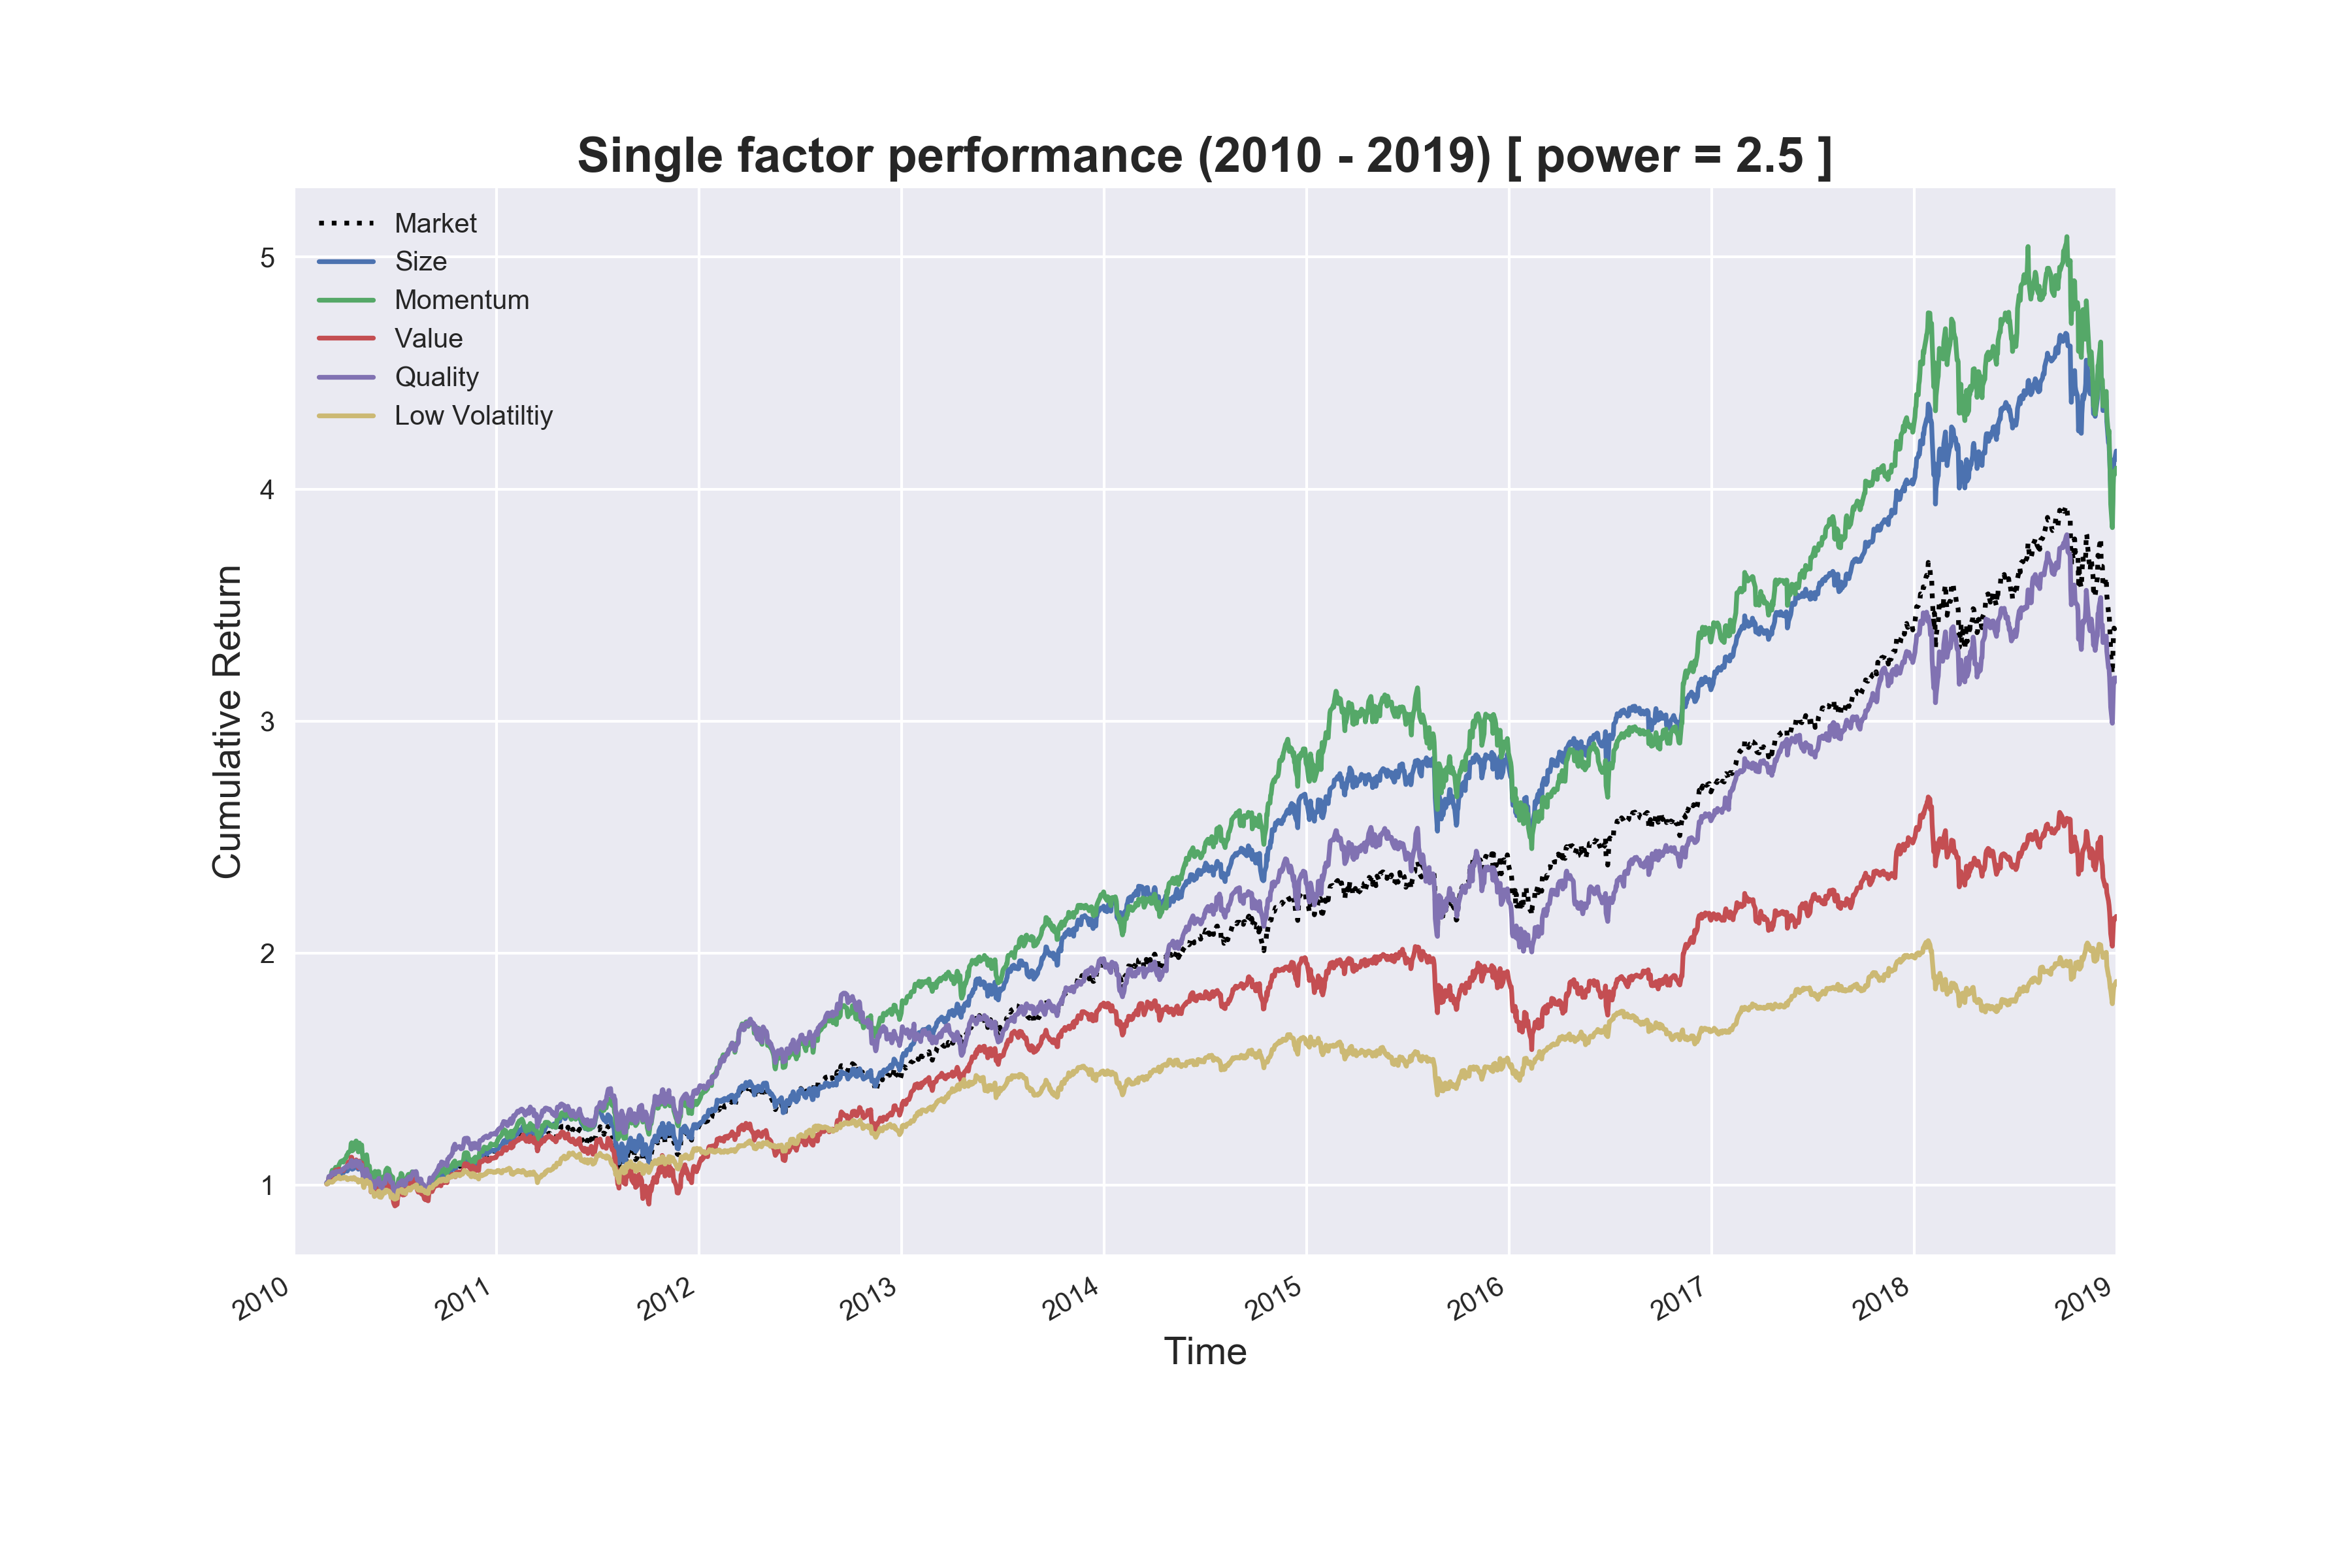 Single factor performance (2010 - 2019) [ power = 2.5 ]
Market
Size
Momentum
Value
Quality
Low Volatiltiy
5
4
3
2
1
Cumulative Return
2010 2011 2012 2013 2014 2015 2016 2017 2018 2019
Time